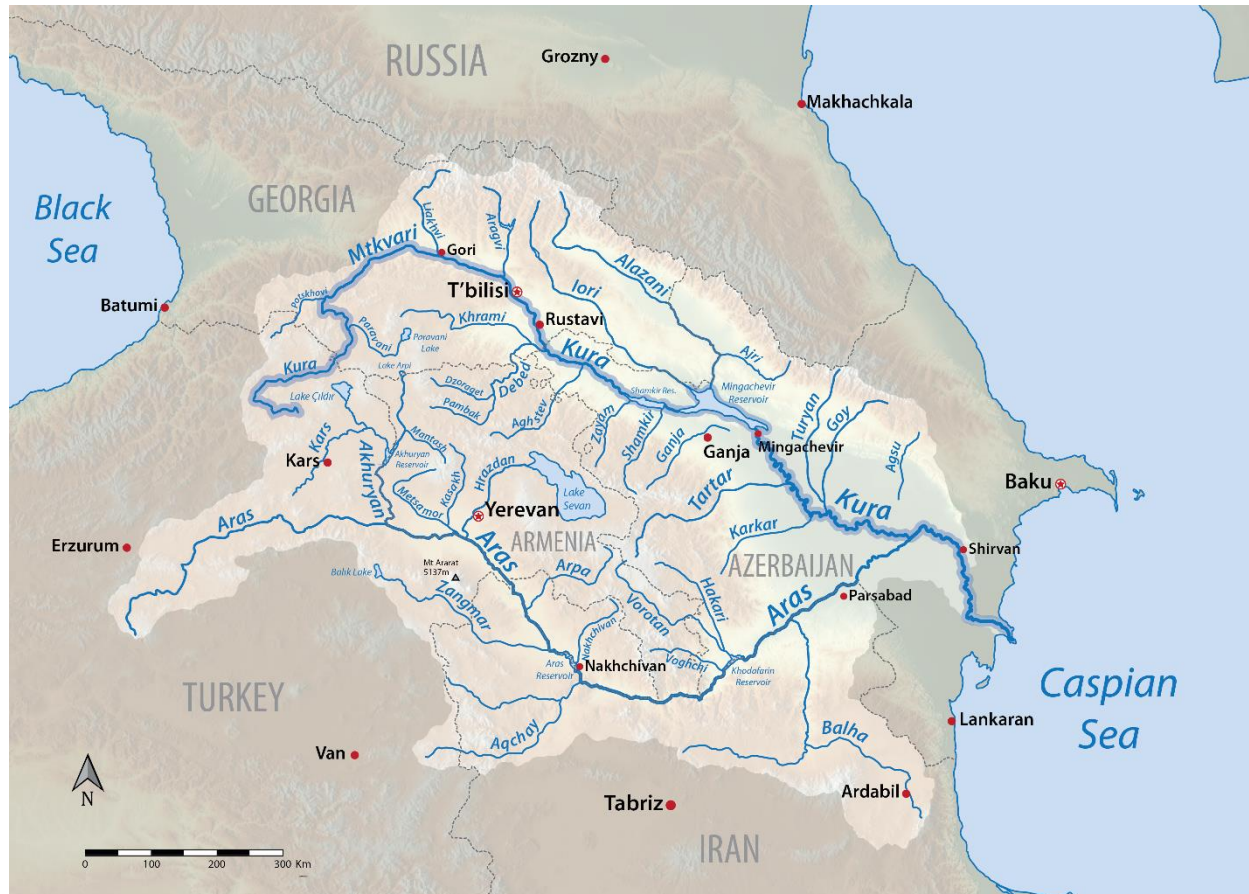 Grozny
RUSSIA
Makhachkala
GEORGIA
Black
Sea
Liakhvi
Aragvi
Mtkvari
Gori
Alazani
T'bilisi
Iori
Batumi
Potskhovi
Paravani
Paravani
Lake
Khrami
Rustavi
Kura
Kura
Lake Arpi
Ajri
Lake Çıldır
Dzoraget
Debed
Pambak
Aghstev
Shamkir Res.
Mingachevir
Reservoir
Zayam
Shamkir
Ganja
Ganja
Mingachevir
Turyan
Goy
Agsu
Kars
Kars
Akhuryan
Mantash
Akhuryan
Reservoir
Kasakh
Metsamor
Hrazdan
Lake
Sevan
Tartar
Kura
Baku
Yerevan
Aras
Erzurum
Aras
ARMENIA
Karkar
AZERBAIJAN
Shirvan
Mt Ararat
5137m
Balık Lake
Zangmar
Arpa
Vorotan
Hakari
Aras
Parsabad
Nakhchivan
Aras
Reservoir
Nakhchivan
Voghchi
Khodafarin
Reservoir
TURKEY
Caspian
Sea
Lankaran
Aqchay
Balha
Van
Tabriz
Ardabil
IRAN
N
0 100 200 300 Km